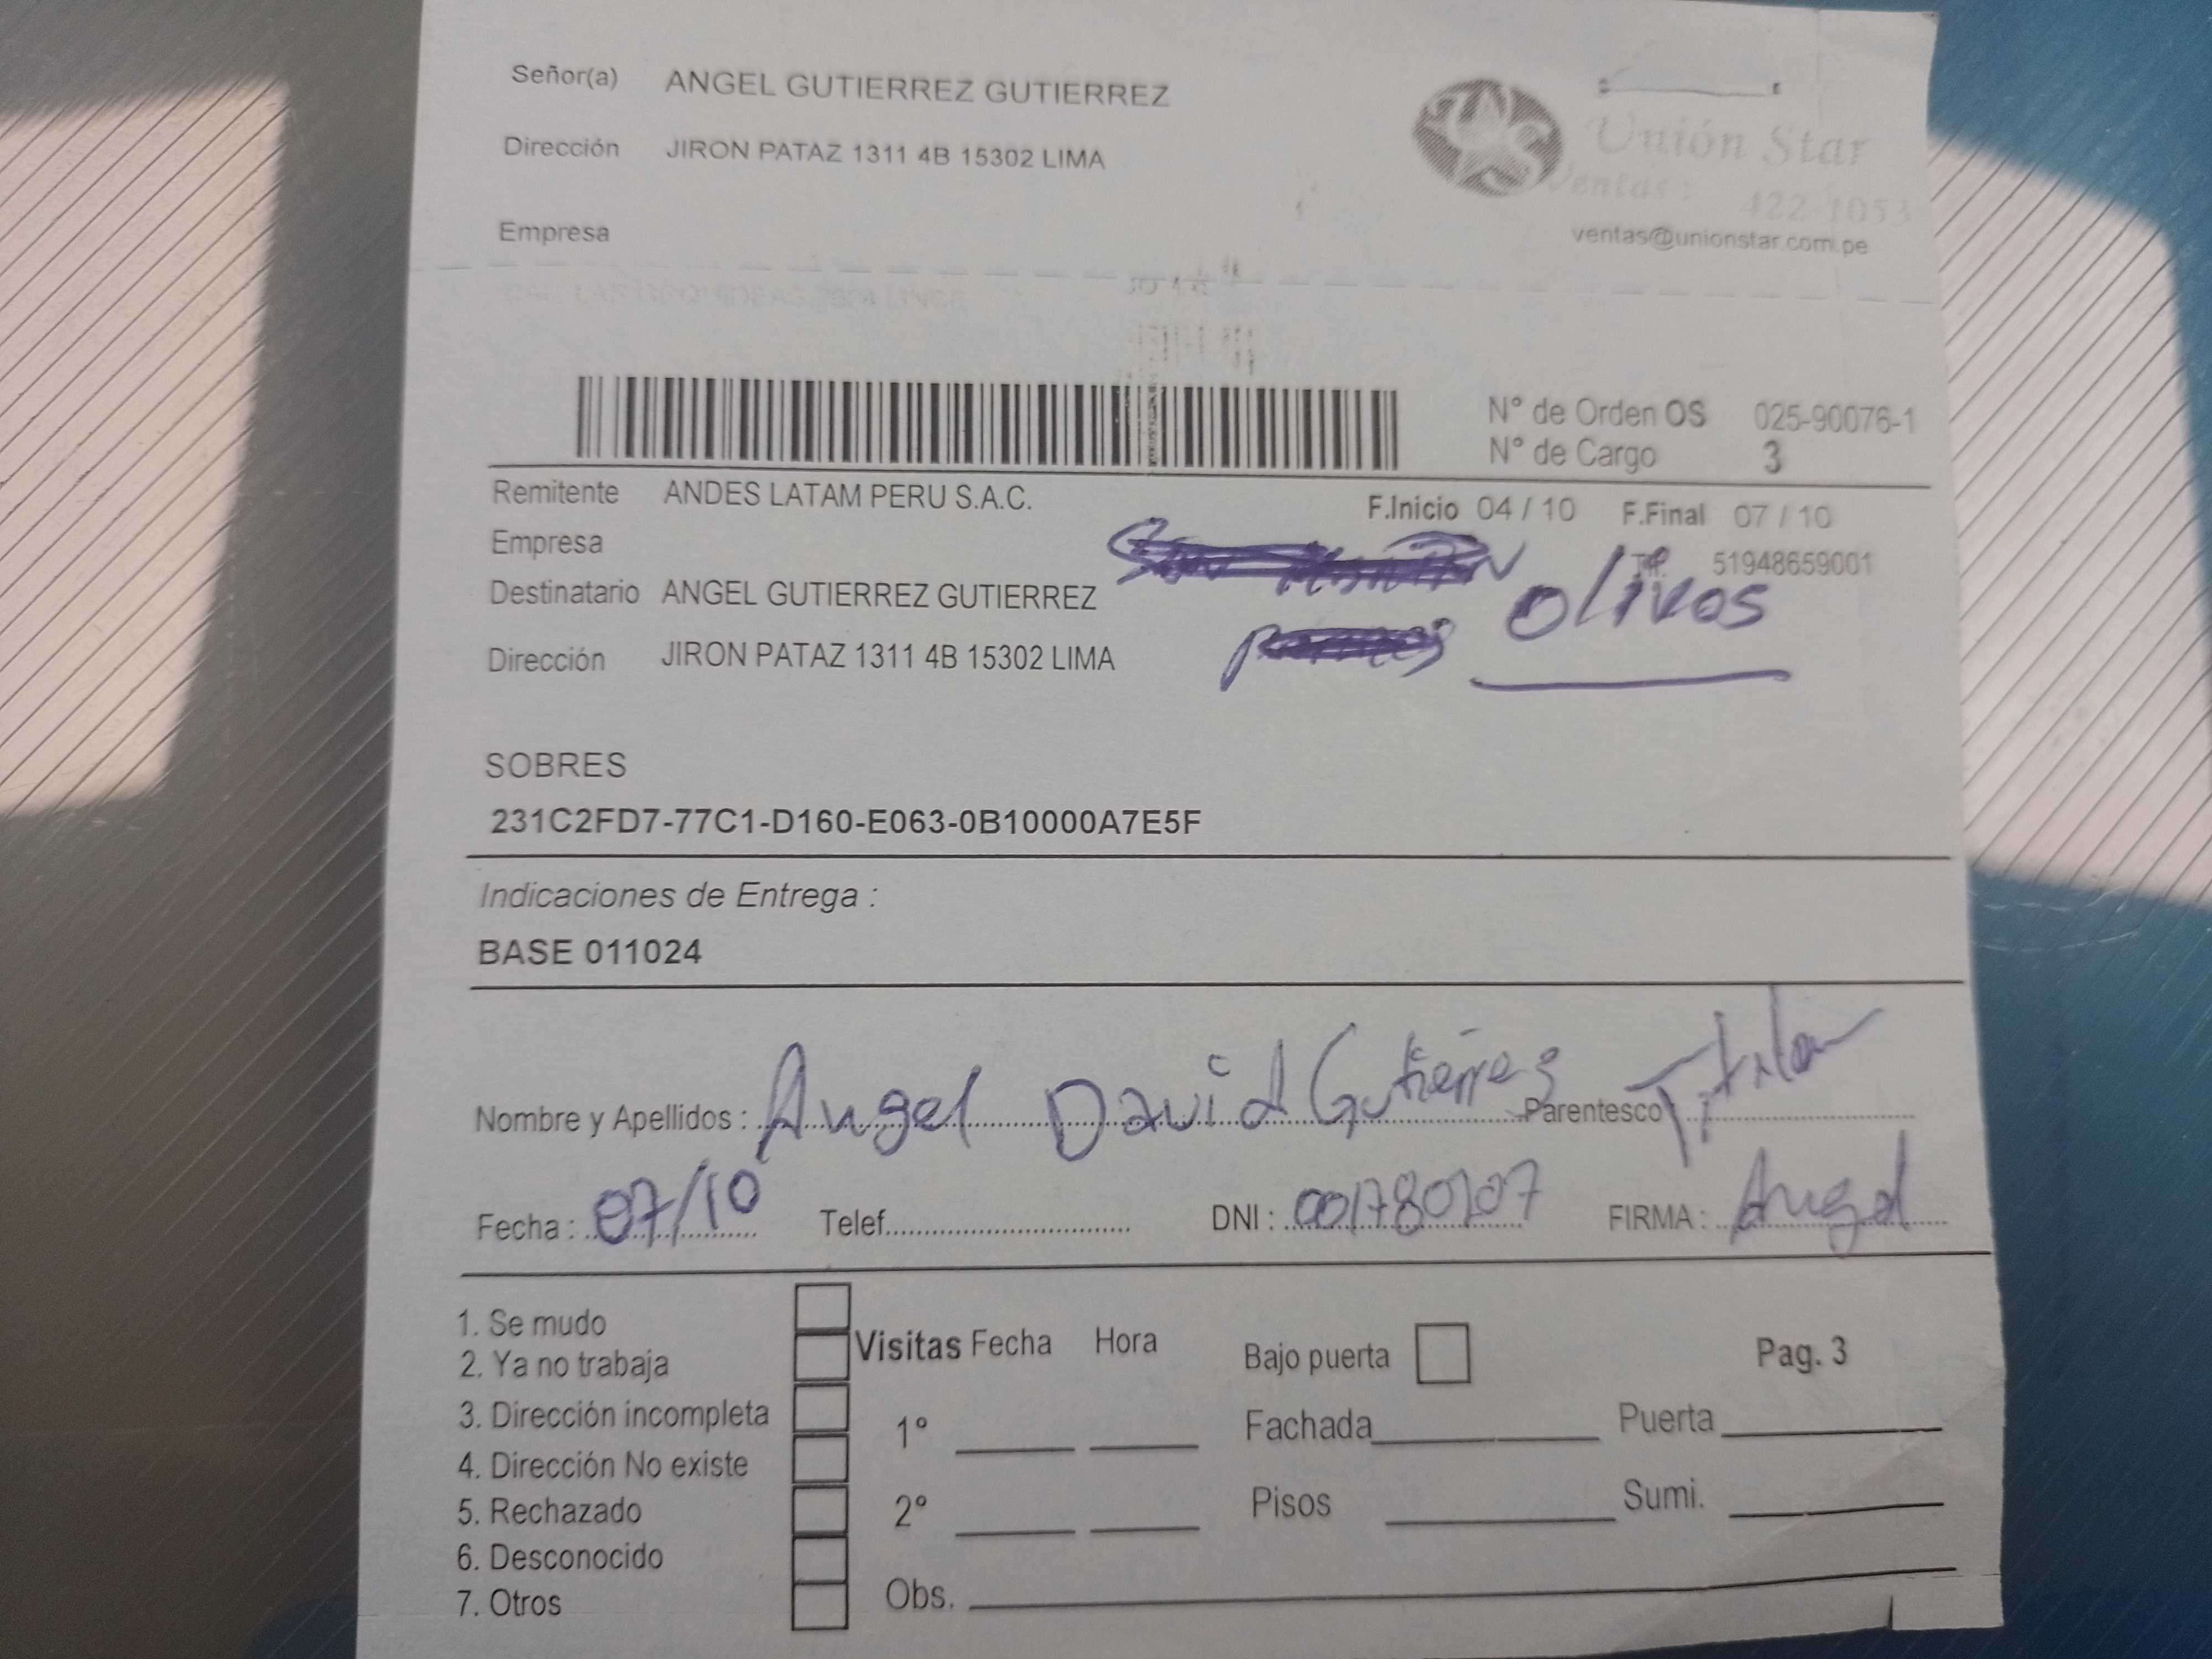 Señor(a) ANGEL GUTIERREZ GUTIERREZ
Dirección JIRON PATAZ 1311 4B 15302 LIMA
Unión Star
Ventas: 422-1053
Empresa
ventas@unionstar.com.pe
N° de Orden OS 025-90076-1
N° de Cargo 3
Remitente ANDES LATAM PERU S.A.C. F.Inicio 04 / 10 F.Final 07 / 10
Empresa
51948659001
Destinatario ANGEL GUTIERREZ GUTIERREZ
Olivos
Dirección JIRON PATAZ 1311 4B 15302 LIMA
SOBRES
231C2FD7-77C1-D160-E063-0B10000A7E5F
Indicaciones de Entrega :
BASE 011024
Nombre y Apellidos : Angel David Gutierrez Parentesco Titular
Fecha : 07/10 Telef. DNI : FIRMA : Angel
1. Se mudo
2. Ya no trabaja Visitas Fecha Hora Bajo puerta Pag. 3
3. Dirección incompleta 1° Fachada Puerta
4. Dirección No existe
5. Rechazado 2° Pisos Sumi.
6. Desconocido
7. Otros Obs.